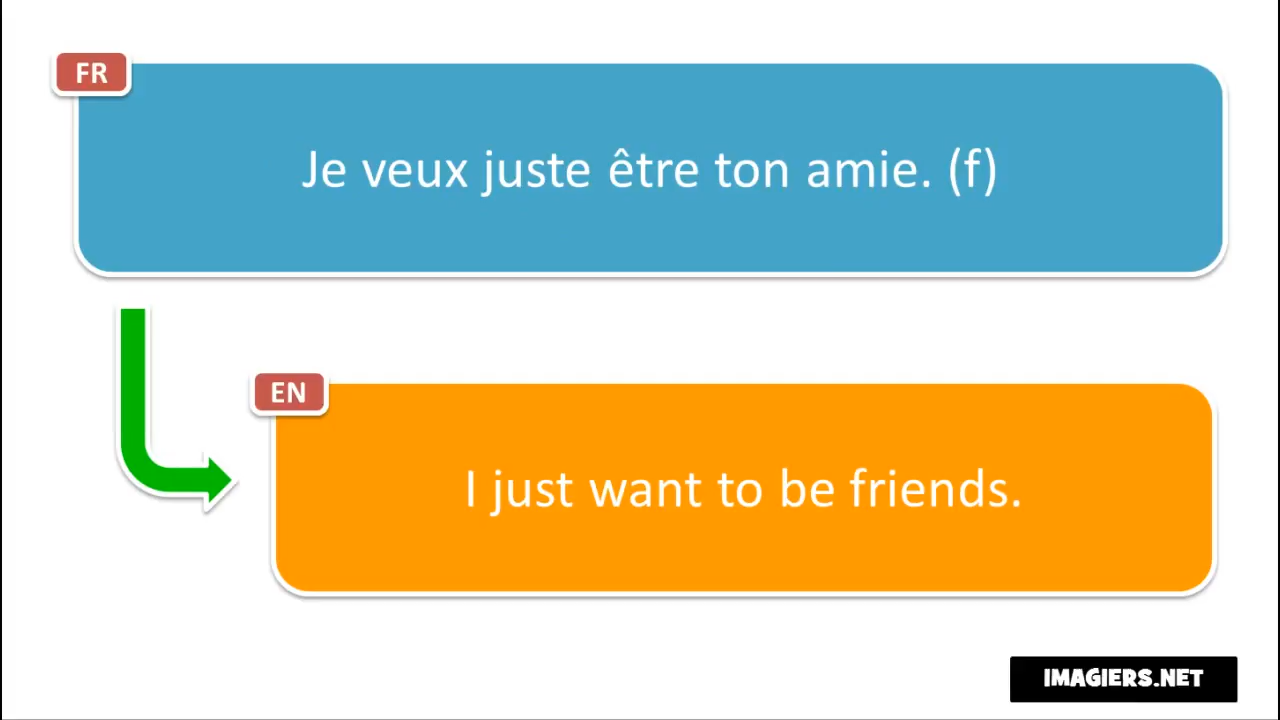 FR
Je veux juste être ton amie. (f)
EN
I just want to be friends.
IMAGIERS.NET